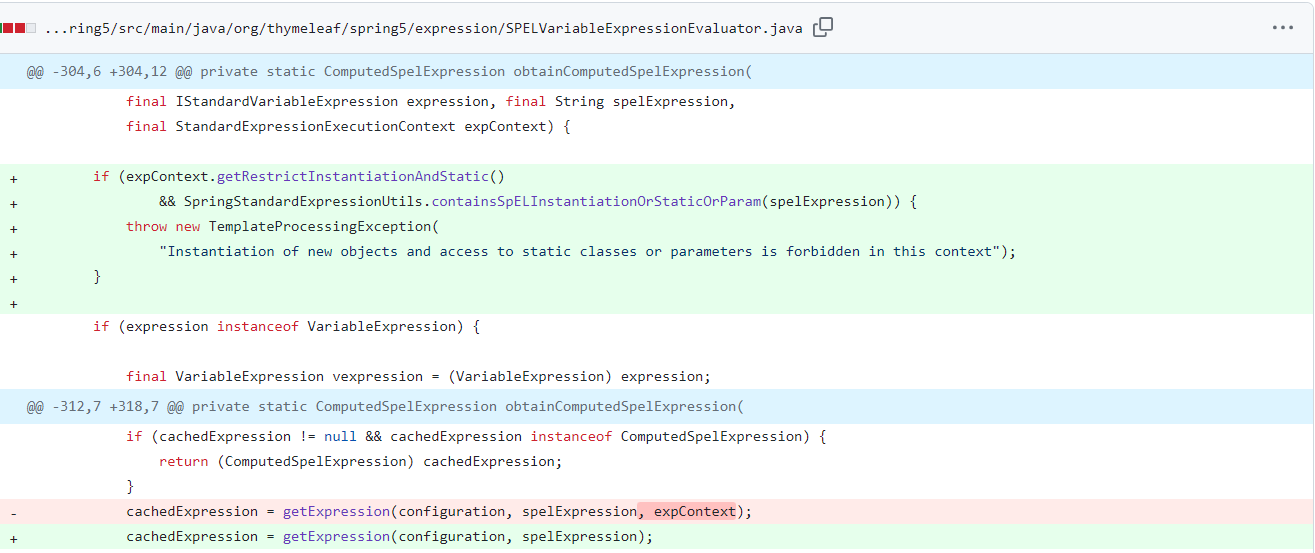 ...ring5/src/main/java/org/thymeleaf/spring5/expression/SPELVariableExpressionEvaluator.java
@@ -304,6 +304,12 @@ private static ComputedSpelExpression obtainComputedSpelExpression(
final IStandardVariableExpression expression, final String spelExpression,
final StandardExpressionExecutionContext expContext) {
+ if (expContext.getRestrictInstantiationAndStatic()
+ && SpringStandardExpressionUtils.containsSpELInstantiationOrStaticOrParam(spelExpression)) {
+ throw new TemplateProcessingException(
+ "Instantiation of new objects and access to static classes or parameters is forbidden in this context");
+ }
+
if (expression instanceof VariableExpression) {
final VariableExpression vexpression = (VariableExpression) expression;
@@ -312,7 +318,7 @@ private static ComputedSpelExpression obtainComputedSpelExpression(
if (cachedExpression != null && cachedExpression instanceof ComputedSpelExpression) {
return (ComputedSpelExpression) cachedExpression;
}
- cachedExpression = getExpression(configuration, spelExpression, expContext);
+ cachedExpression = getExpression(configuration, spelExpression);